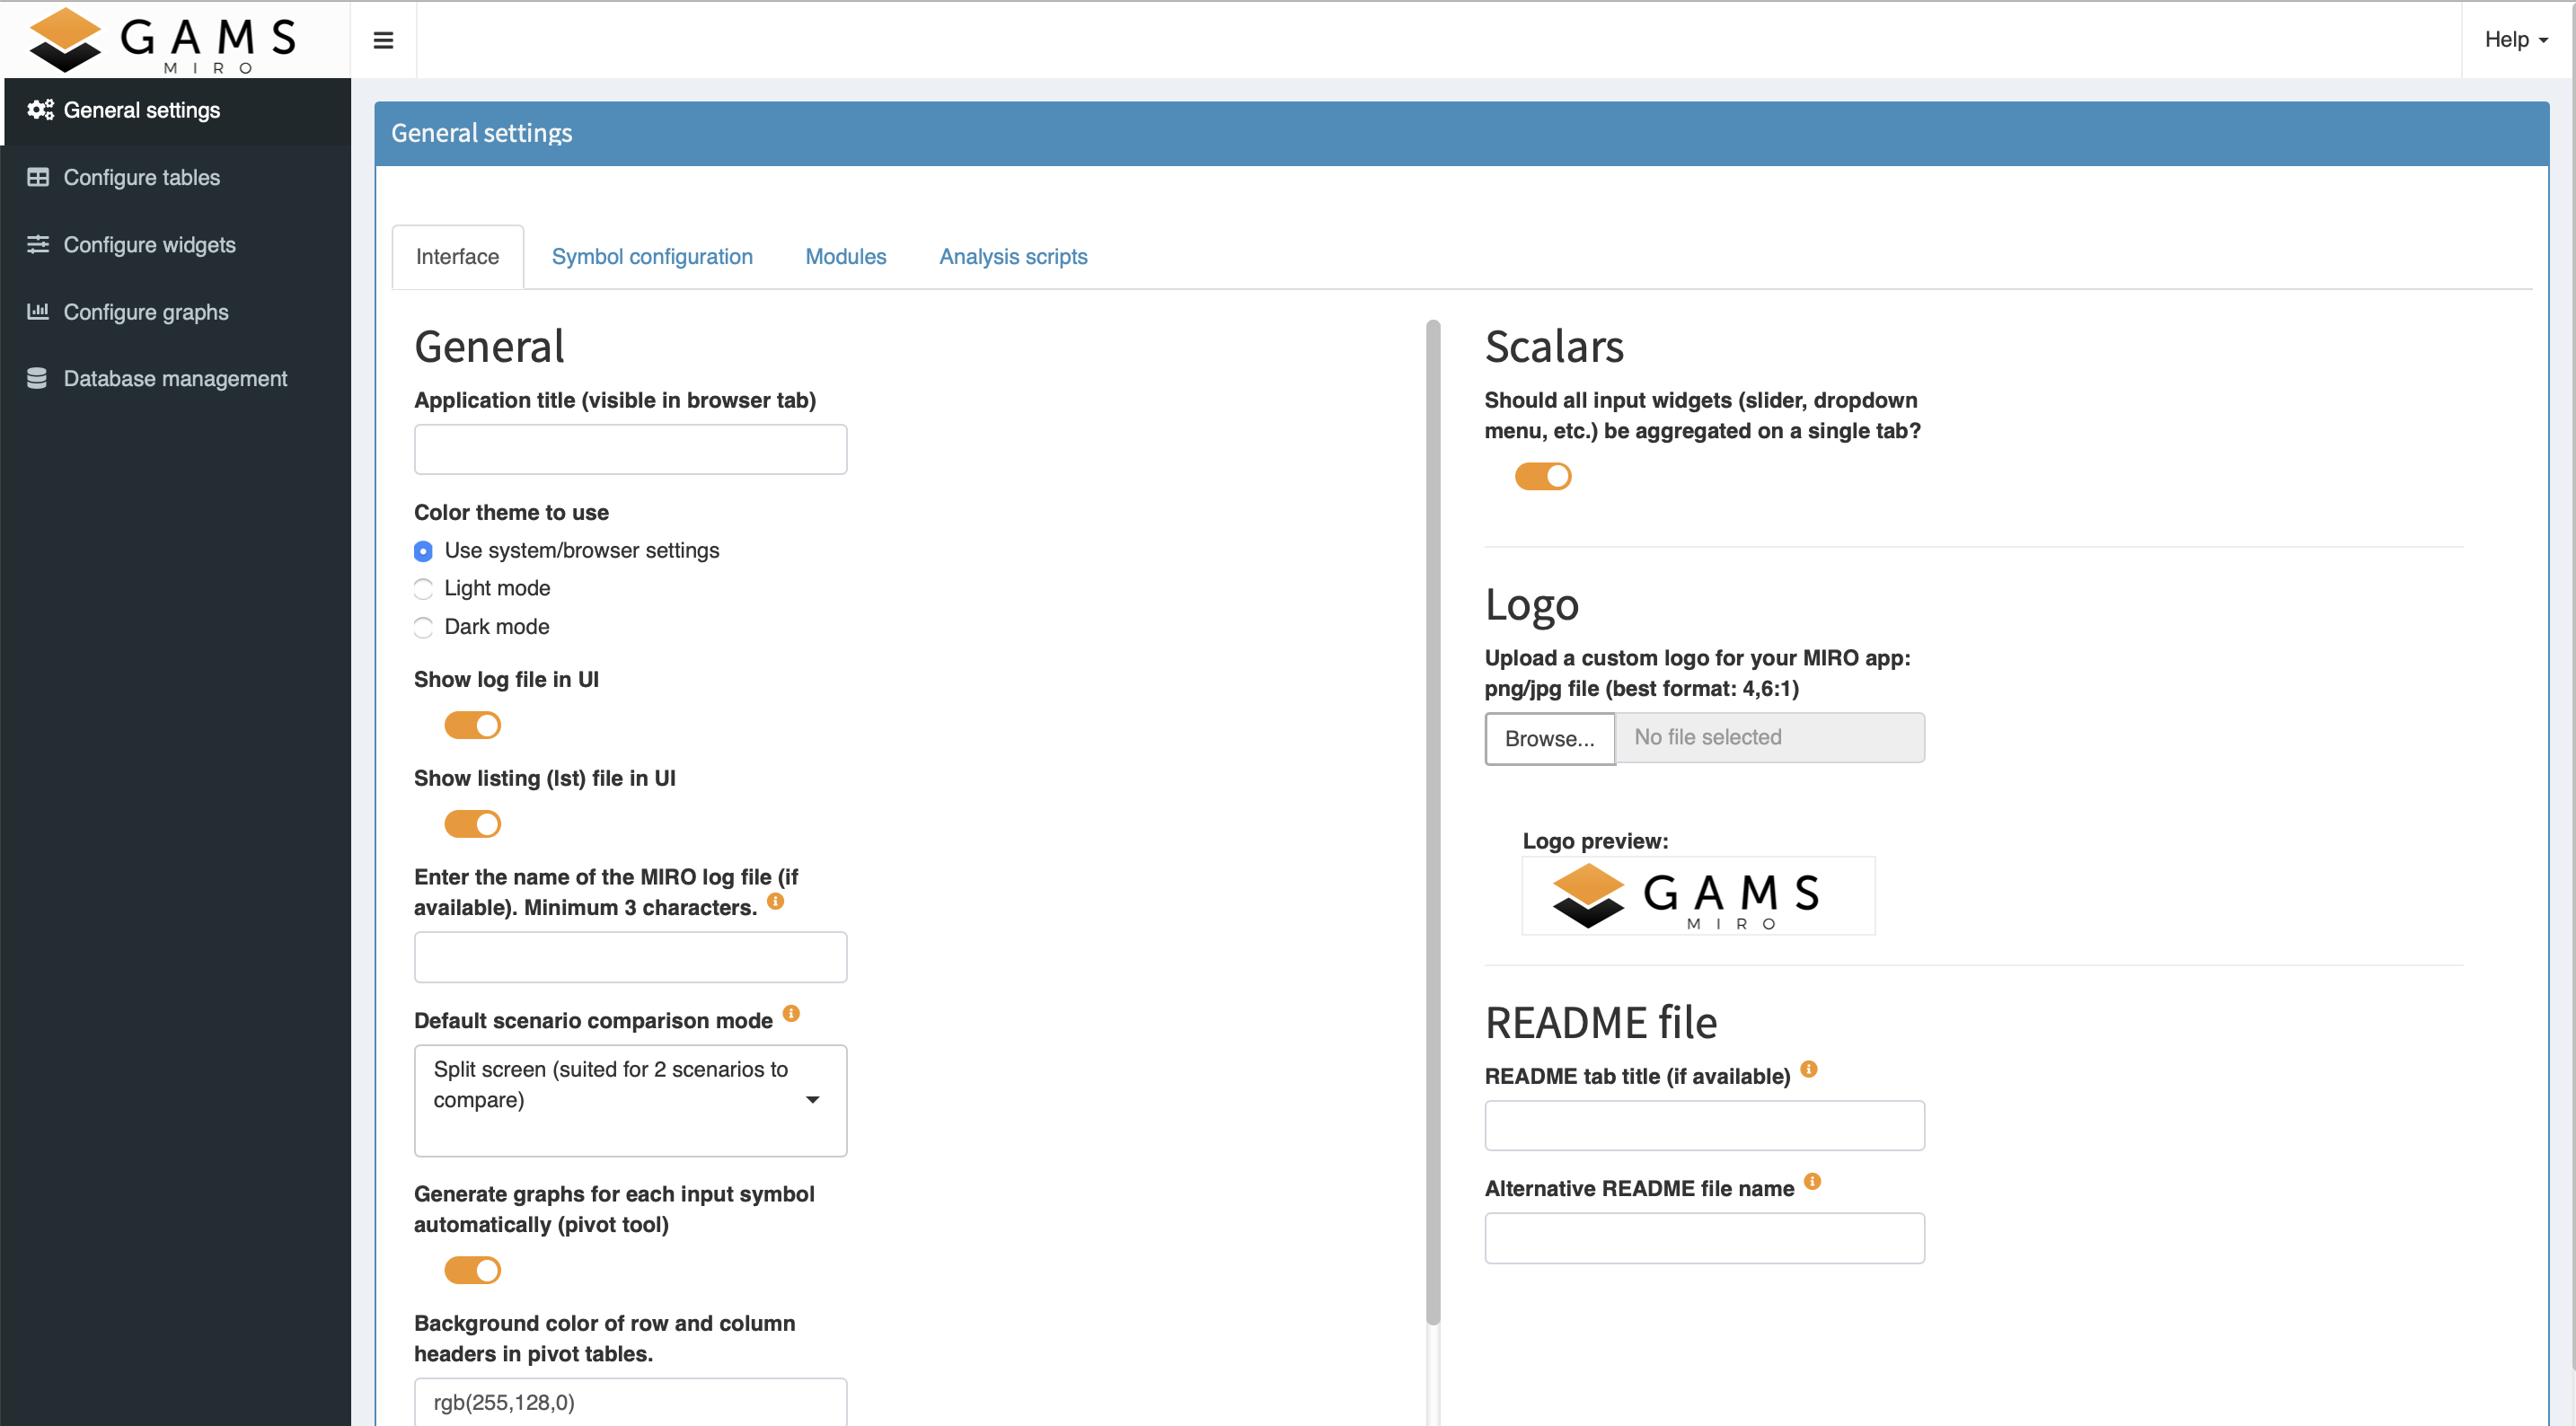 GAMS
MIRO
Help
General settings
Configure tables
Configure widgets
Configure graphs
Database management
General settings
Interface
Symbol configuration
Modules
Analysis scripts
General
Application title (visible in browser tab)
Color theme to use
Use system/browser settings
Light mode
Dark mode
Show log file in UI
Show listing (lst) file in UI
Enter the name of the MIRO log file (if
available). Minimum 3 characters.
Default scenario comparison mode
Split screen (suited for 2 scenarios to
compare)
Generate graphs for each input symbol
automatically (pivot tool)
Background color of row and column
headers in pivot tables.
rgb(255,128,0)
Scalars
Should all input widgets (slider, dropdown
menu, etc.) be aggregated on a single tab?
Logo
Upload a custom logo for your MIRO app:
png/jpg file (best format: 4,6:1)
Browse...
No file selected
Logo preview:
GAMS
MIRO
README file
README tab title (if available)
Alternative README file name